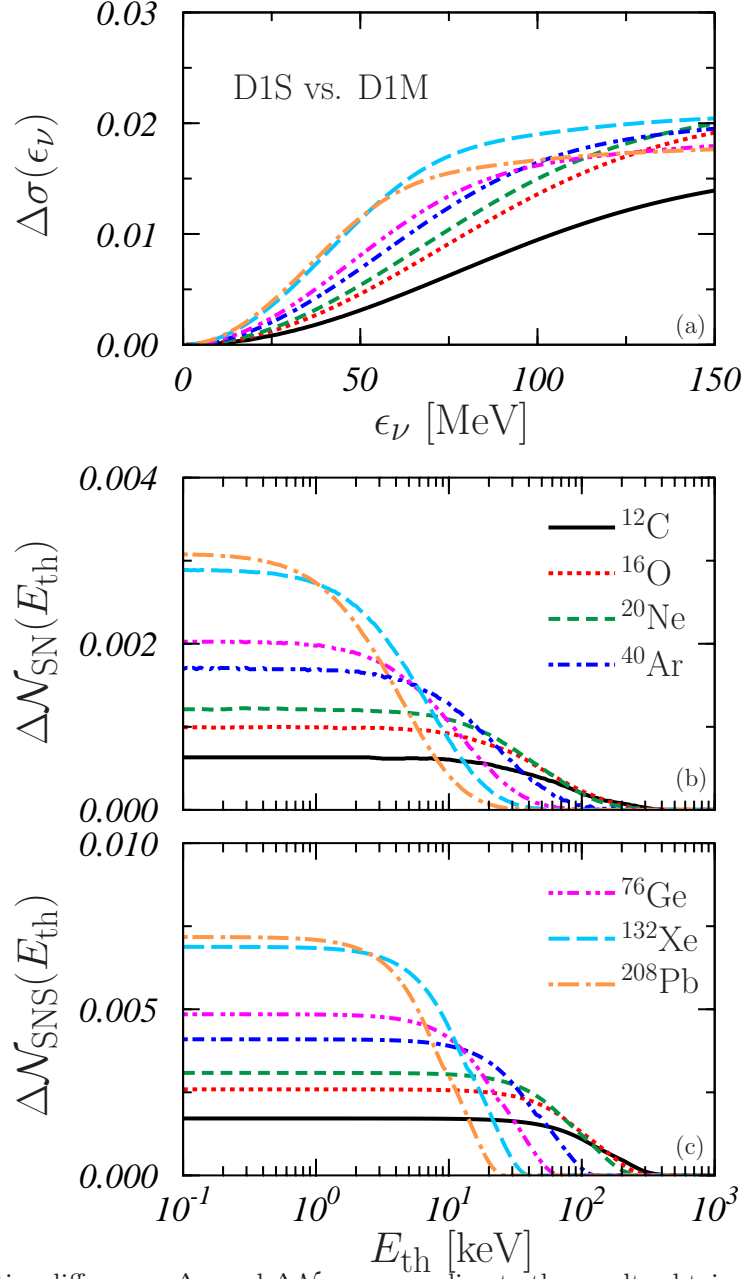 0.03
D1S vs. D1M
0.02
Δσ(ϵν)
0.01
(a)
0.00
0 50 100 150
ϵν [MeV]
0.004
¹²C
¹⁶O
ΔNSN(Eth)
²⁰Ne
0.002
⁴⁰Ar
(b)
0.000
0.010
⁷⁶Ge
¹³²Xe
ΔNSNS(Eth)
²⁰⁸Pb
0.005
(c)
0.000
10⁻¹ 10⁰ 10¹ 10² 10³
Eth [keV]